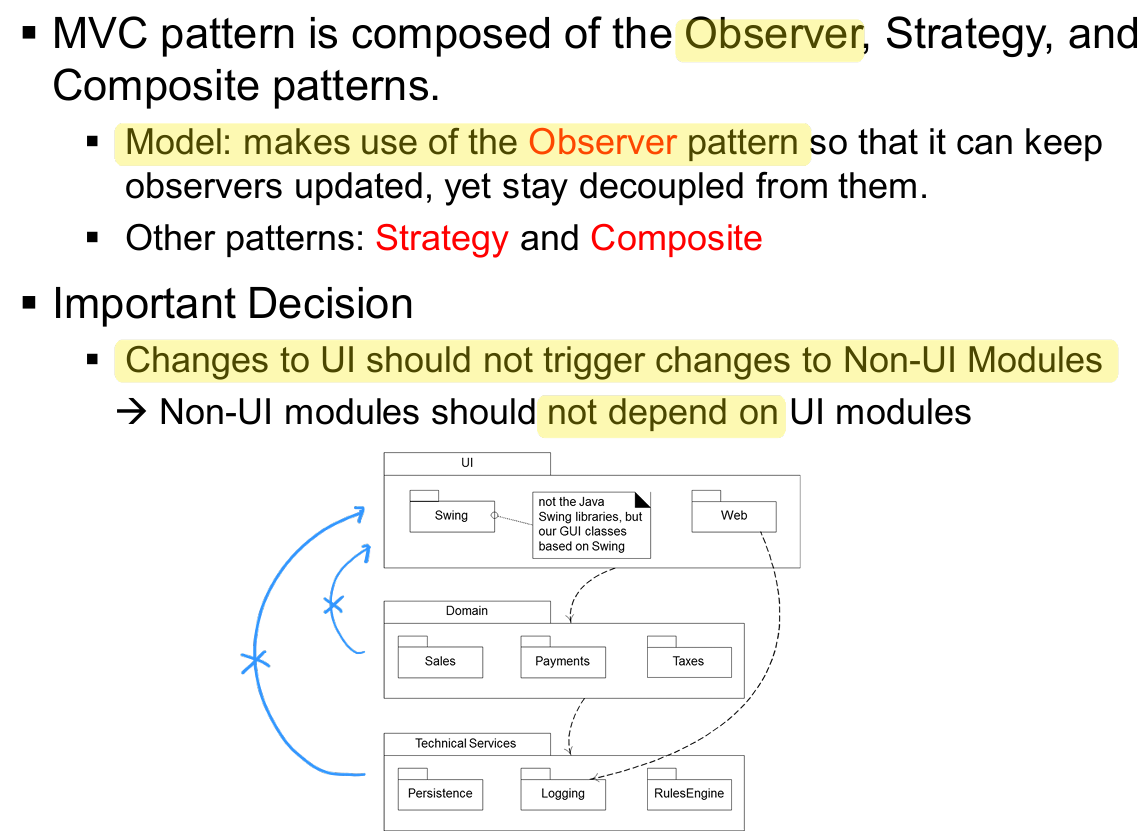 ▪ MVC pattern is composed of the Observer, Strategy, and
Composite patterns.
▪ Model: makes use of the Observer pattern so that it can keep
observers updated, yet stay decoupled from them.
▪ Other patterns: Strategy and Composite
▪ Important Decision
▪ Changes to UI should not trigger changes to Non-UI Modules
→ Non-UI modules should not depend on UI modules
UI
Swing
not the Java
Swing libraries, but
our GUI classes
based on Swing
Web
Domain
Sales
Payments
Taxes
Technical Services
Persistence
Logging
RulesEngine